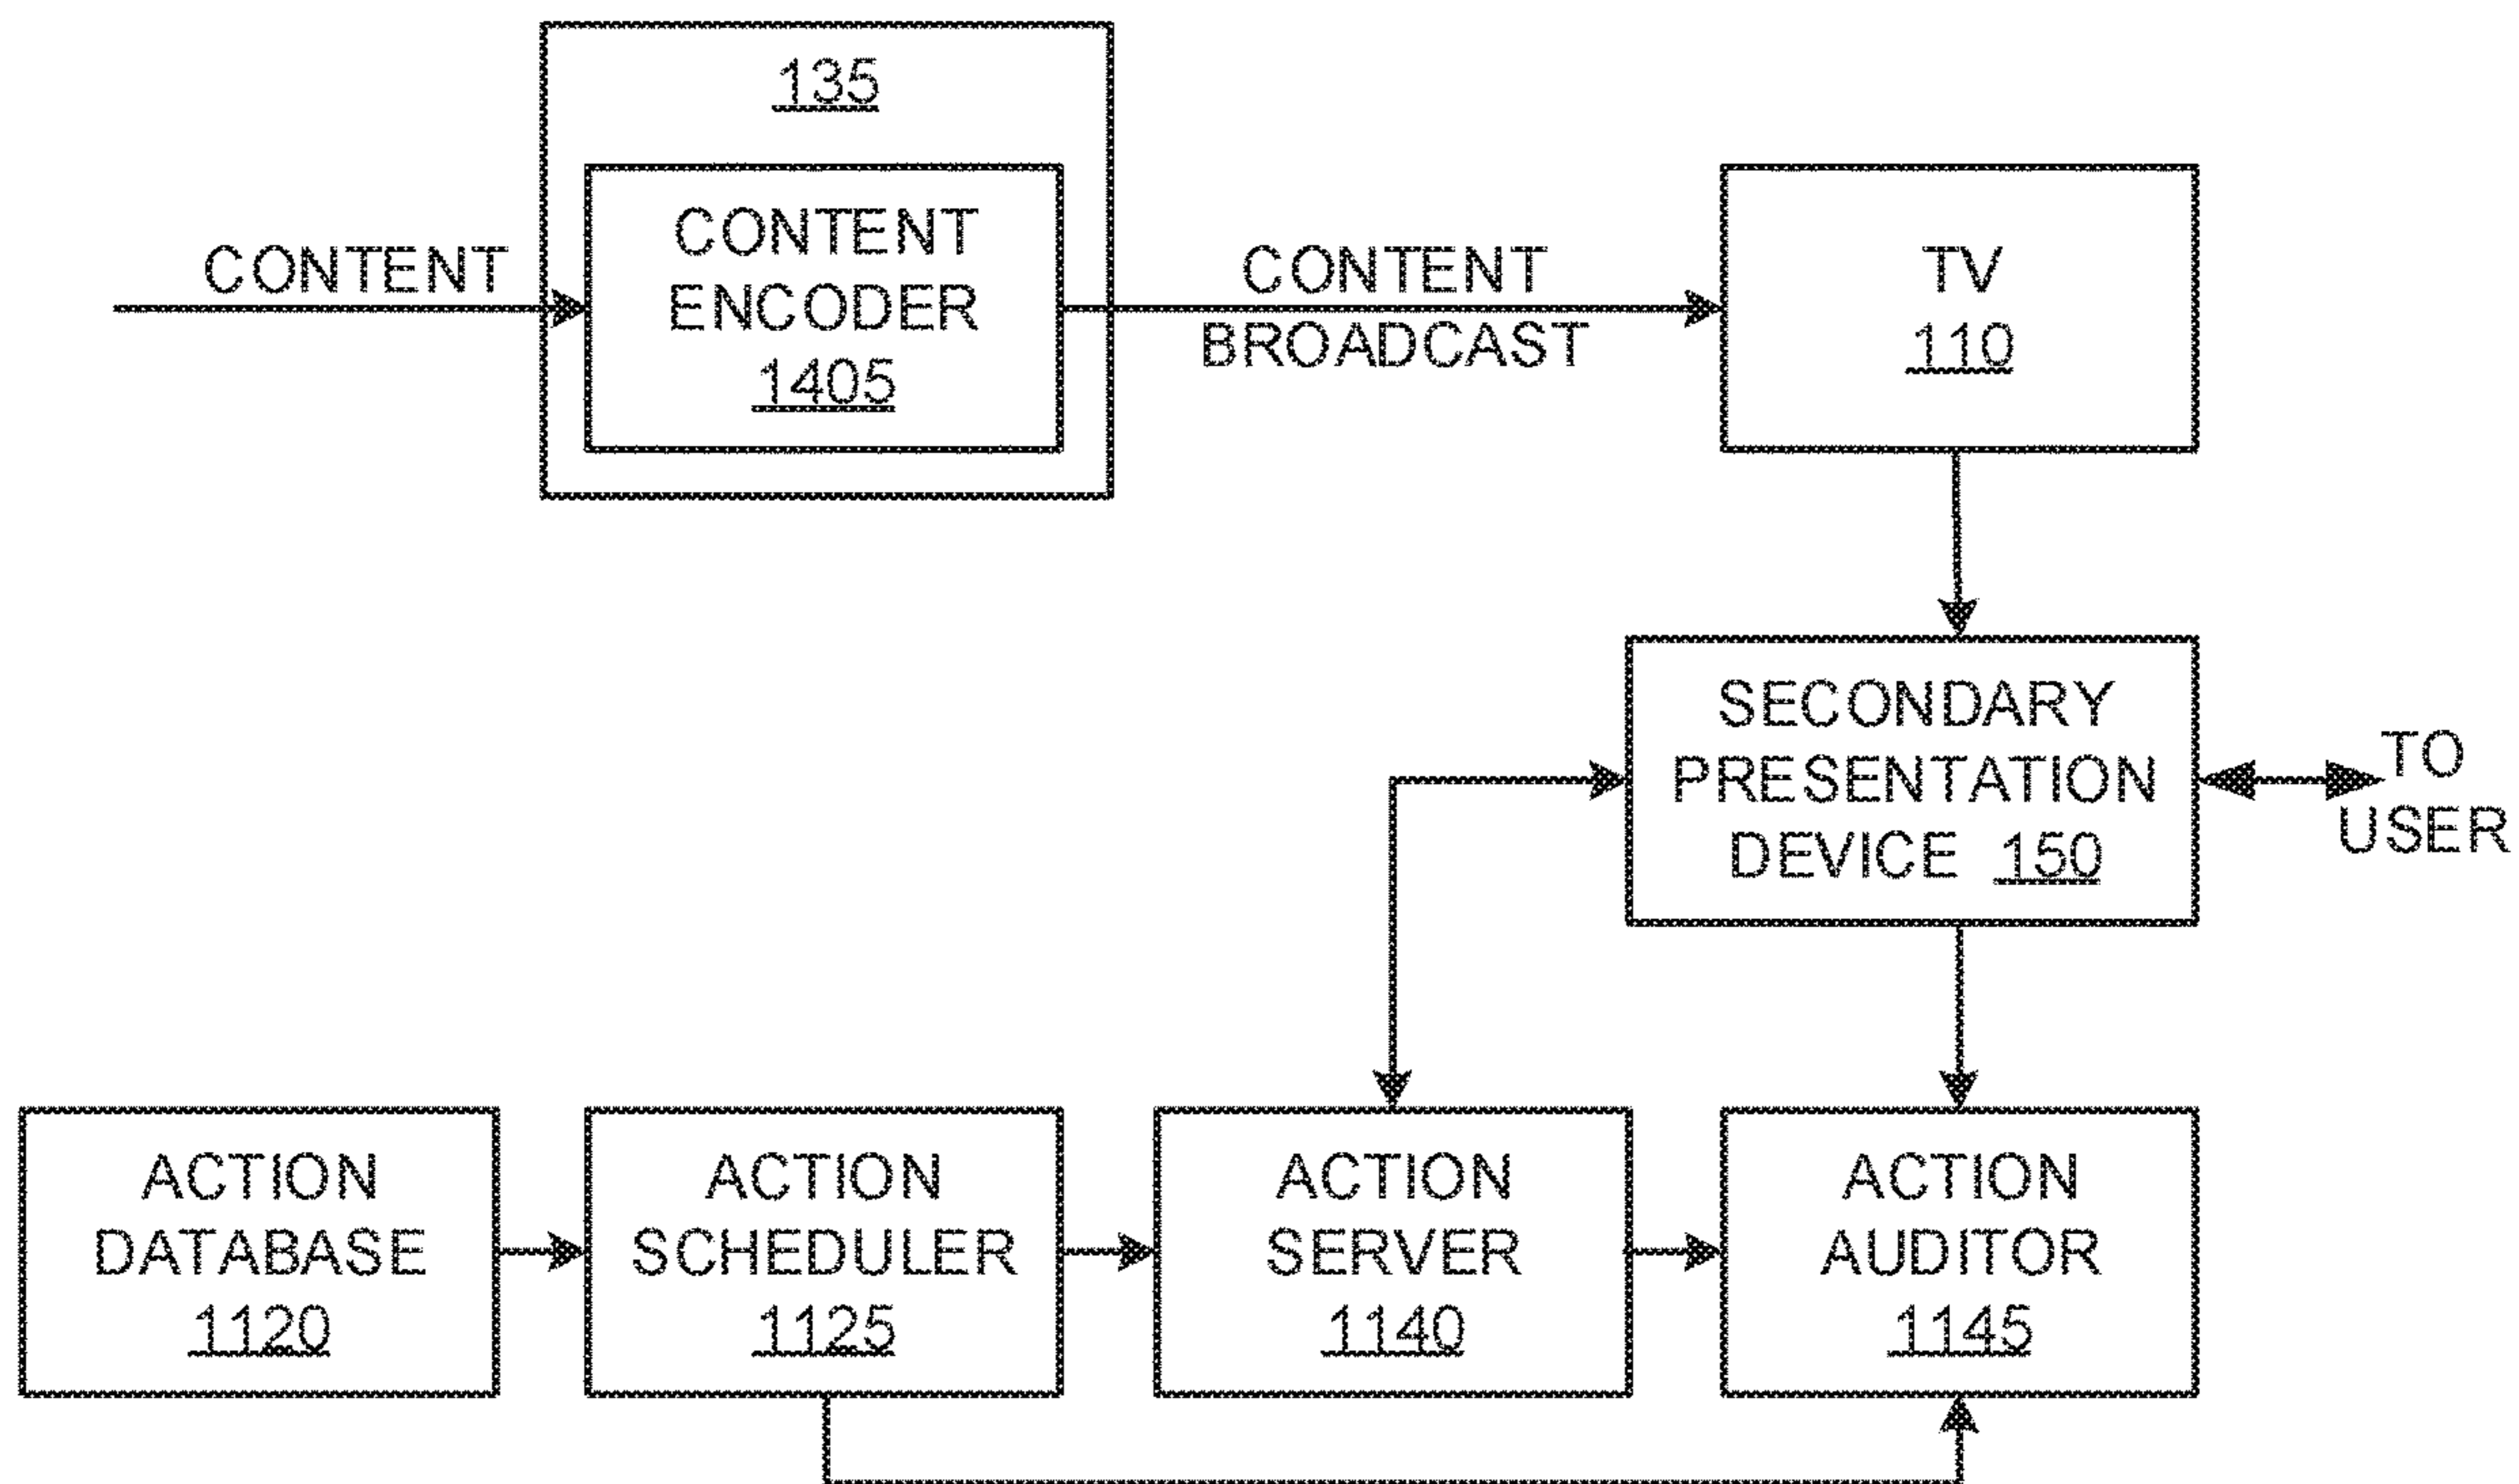 135
CONTENT
CONTENT
ENCODER
1405
CONTENT
BROADCAST
TV
110
SECONDARY
PRESENTATION
DEVICE 150
TO
USER
ACTION
DATABASE
1120
ACTION
SCHEDULER
1125
ACTION
SERVER
1140
ACTION
AUDITOR
1145